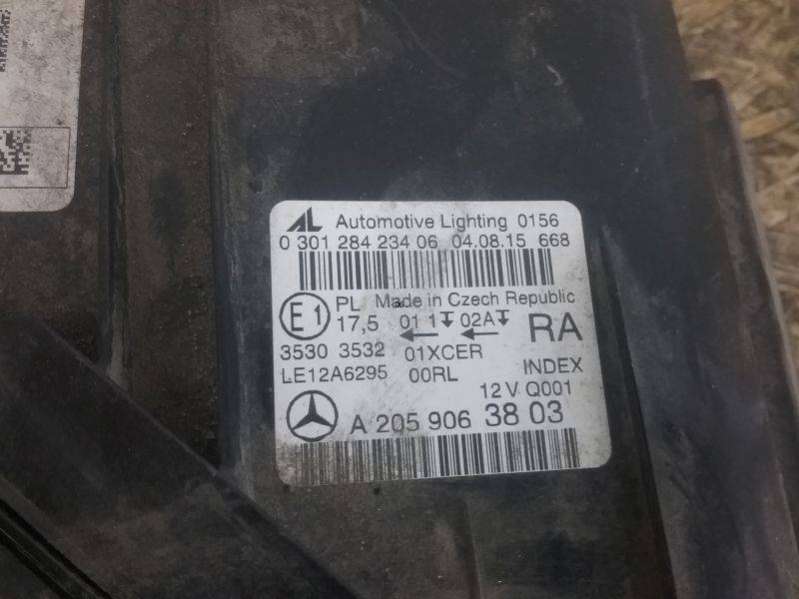 AL Automotive Lighting 0156
0 301 284 234 06 04.08.15 668
E1 PL Made in Czech Republic
17,5 01 1 02A RA
3530 3532 01XCER
LE12A6295 00RL INDEX
12 V Q001
A 205 906 38 03